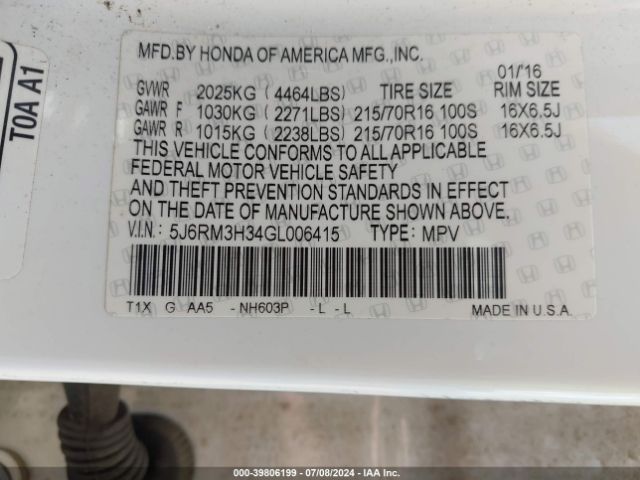 T0A A1
MFD.BY HONDA OF AMERICA MFG.,INC.
01/'16
GVWR 2025KG (4464LBS) TIRE SIZE RIM SIZE
GAWR F 1030KG (2271LBS) 215/70R16 100S 16X6.5J
GAWR R 1015KG (2238LBS) 215/70R16 100S 16X6.5J
THIS VEHICLE CONFORMS TO ALL APPLICABLE
FEDERAL MOTOR VEHICLE SAFETY
AND THEFT PREVENTION STANDARDS IN EFFECT
ON THE DATE OF MANUFACTURE SHOWN ABOVE.
V.I.N.: 5J6RM3H34GL006415 TYPE: MPV
T1X G AA5 -NH603P -L -L MADE IN U.S.A.
000-39806199 - 07/08/2024 - IAA Inc.